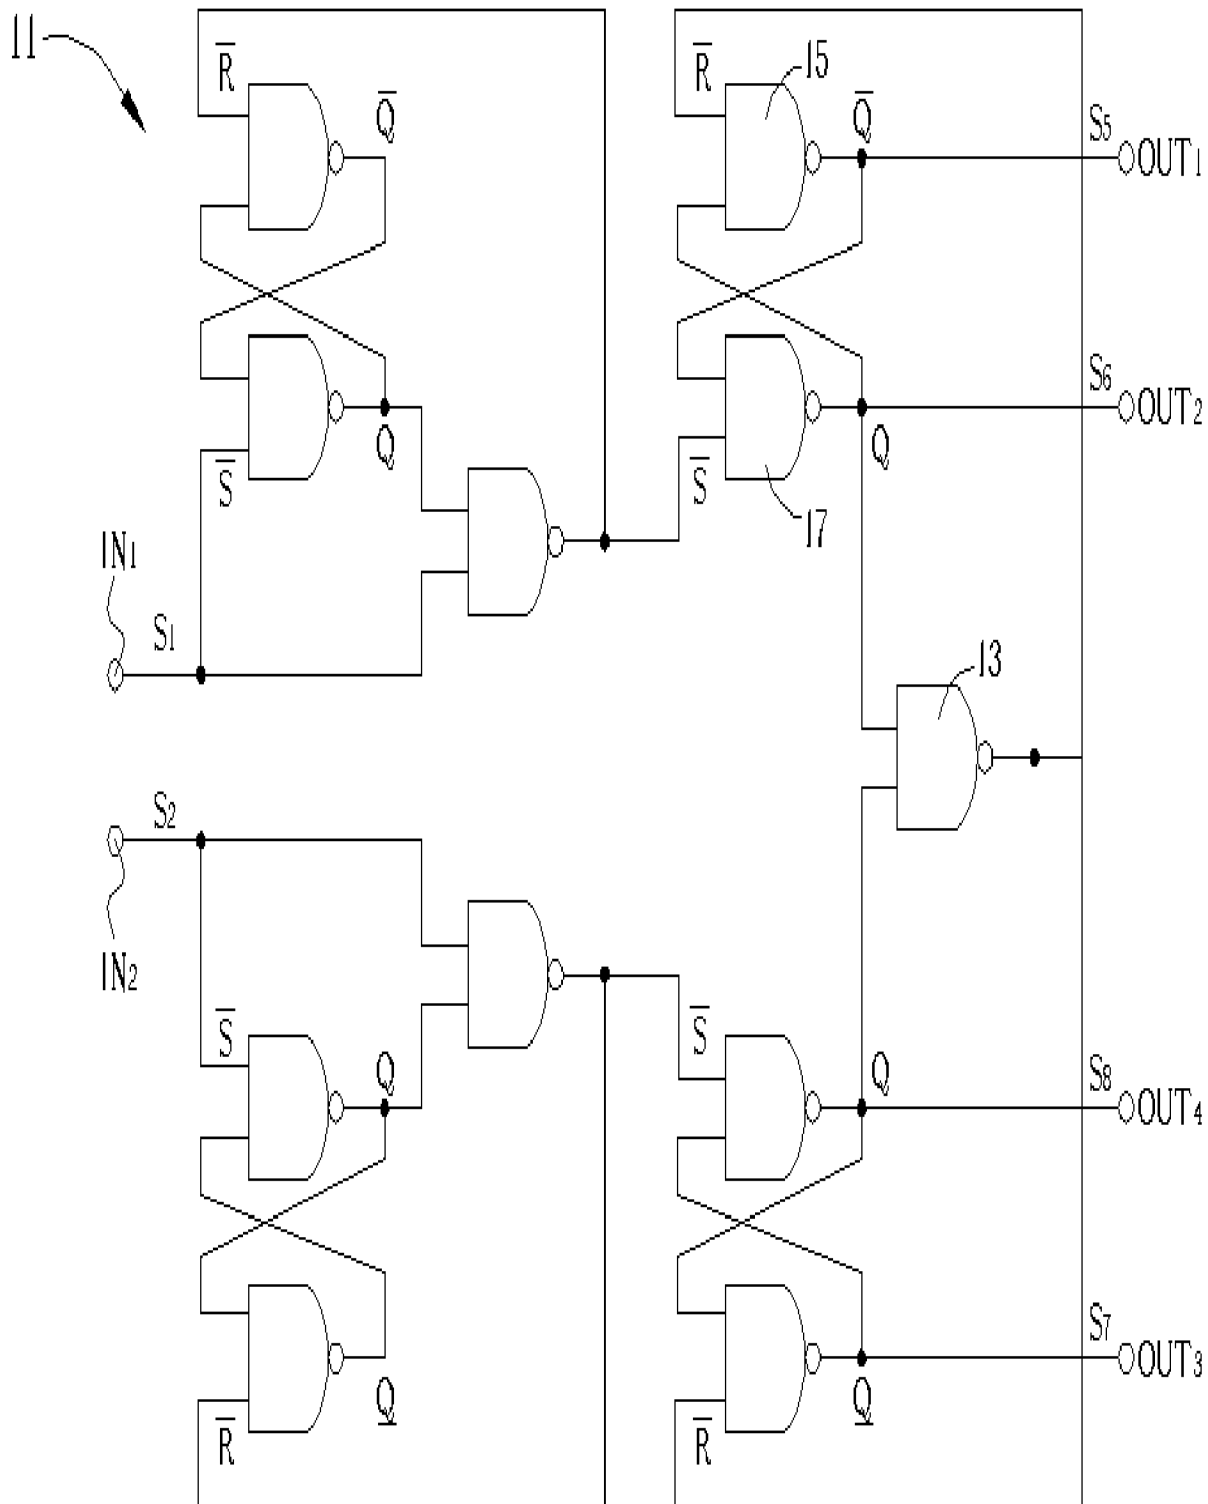 11
R̅
Q̅
R̅
15
Q̅
S5
OUT1
S̅
Q
S̅
17
Q
S6
OUT2
IN1
S1
13
S2
IN2
S̅
Q
S̅
Q
S8
OUT4
R̅
Q̲
R̅
Q̲
S7
OUT3